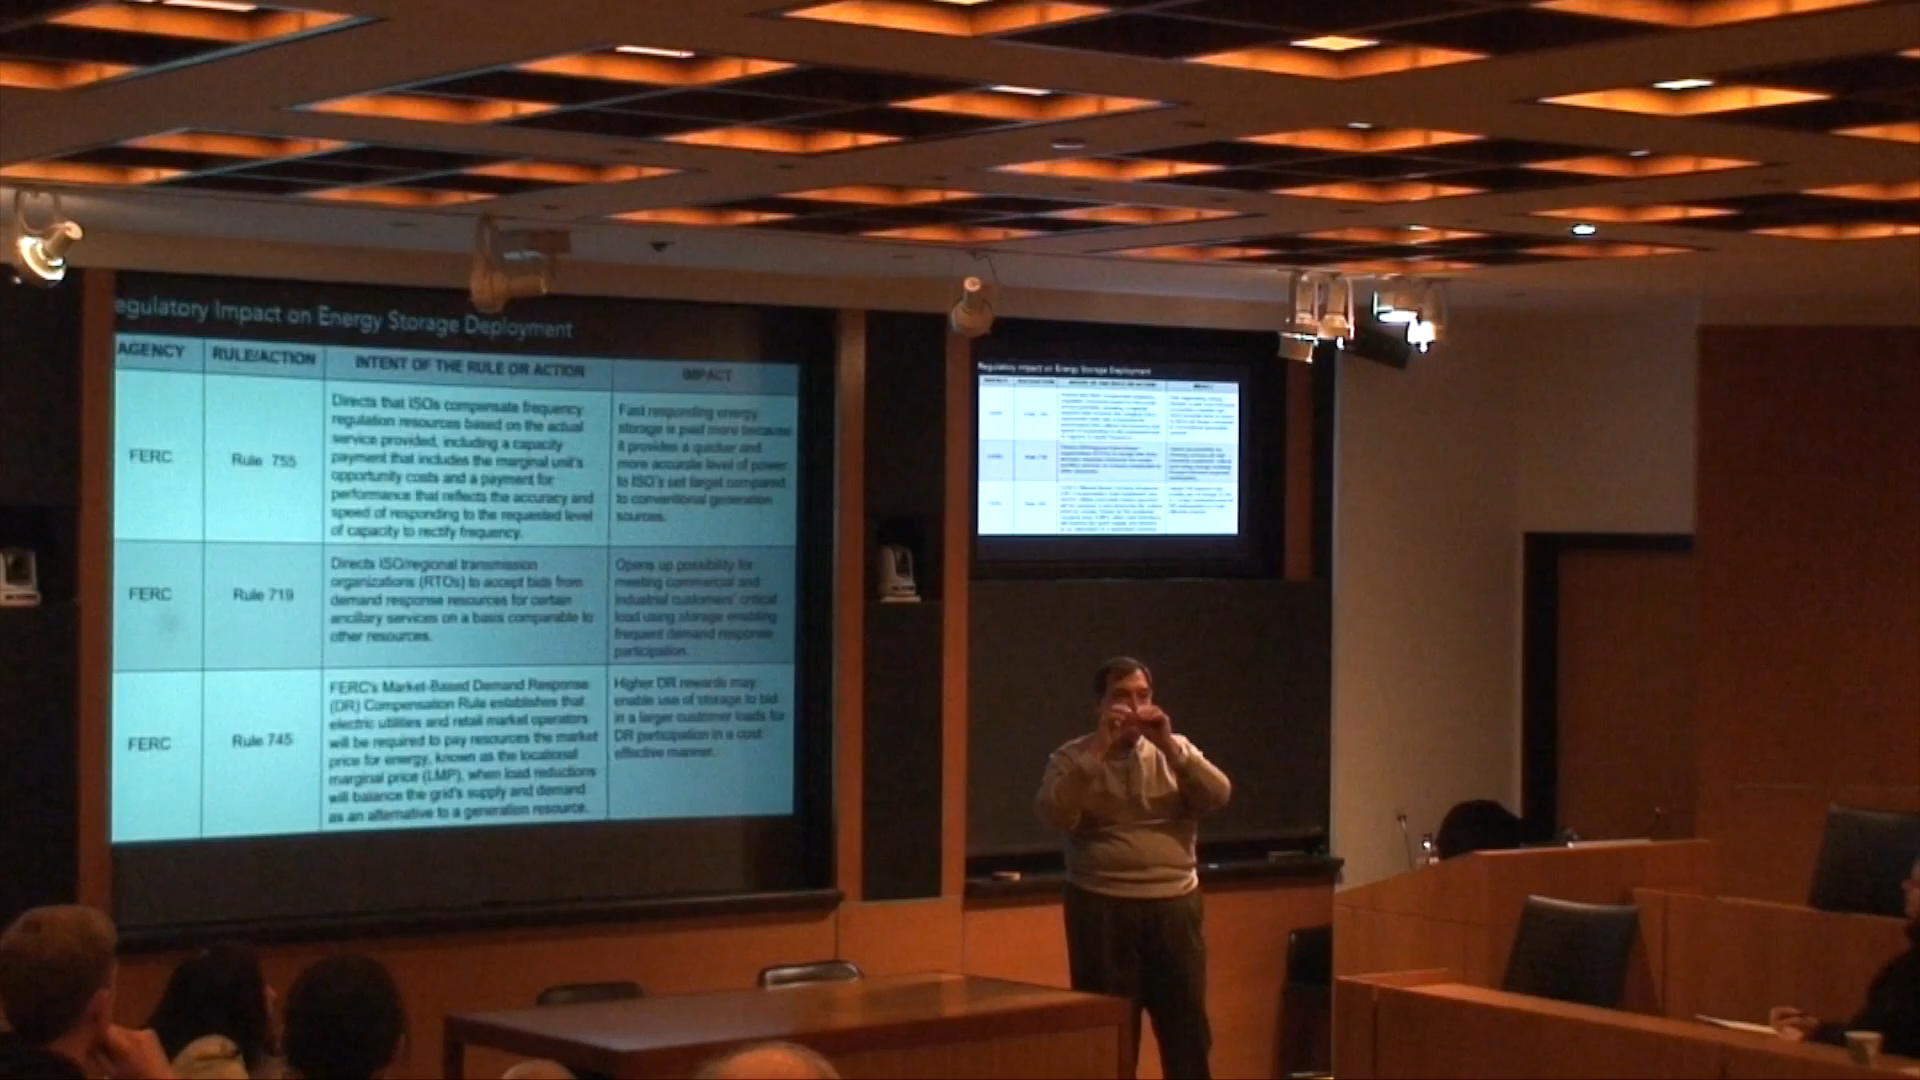 egulatory Impact on Energy Storage Deployment
AGENCY
RULE/ACTION
INTENT OF THE RULE OR ACTION
IMPACT
FERC
Rule 755
Directs that ISOs compensate frequency
regulation resources based on the actual
service provided, including a capacity
payment that includes the marginal unit's
opportunity costs and a payment for
performance that reflects the accuracy and
speed of responding to the requested level
of capacity to rectify frequency.
Fast responding energy
storage is paid more because
it provides a quicker and
more accurate level of power
to ISO's set target compared
to conventional generation
sources.
FERC
Rule 719
Directs ISO/regional transmission
organizations (RTOs) to accept bids from
demand response resources for certain
ancillary services on a basis comparable to
other resources.
Opens up possibility for
meeting commercial and
industrial customers' critical
load using storage enabling
frequent demand response
participation.
FERC
Rule 745
FERC's Market-Based Demand Response
(DR) Compensation Rule establishes that
electric utilities and retail market operators
will be required to pay resources the market
price for energy, known as the locational
marginal price (LMP), when load reductions
will balance the grid's supply and demand
as an alternative to a generation resource.
Higher DR rewards may
enable use of storage to bid
in a larger customer loads for
DR participation in a cost
effective manner.
Regulatory Impact on Energy Storage Deployment